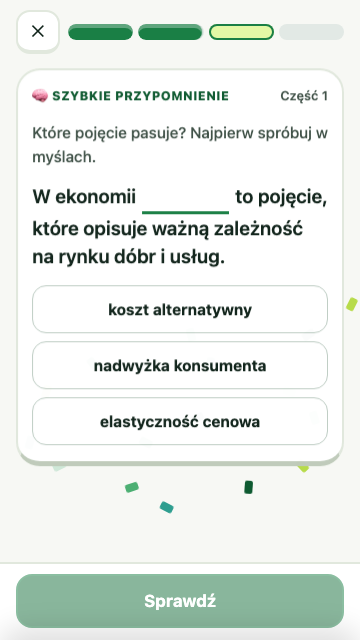 SZYBKIE PRZYPOMNIENIE Część 1
Które pojęcie pasuje? Najpierw spróbuj w
myślach.
W ekonomii ________ to pojęcie,
które opisuje ważną zależność
na rynku dóbr i usług.
koszt alternatywny
nadwyżka konsumenta
elastyczność cenowa
Sprawdź